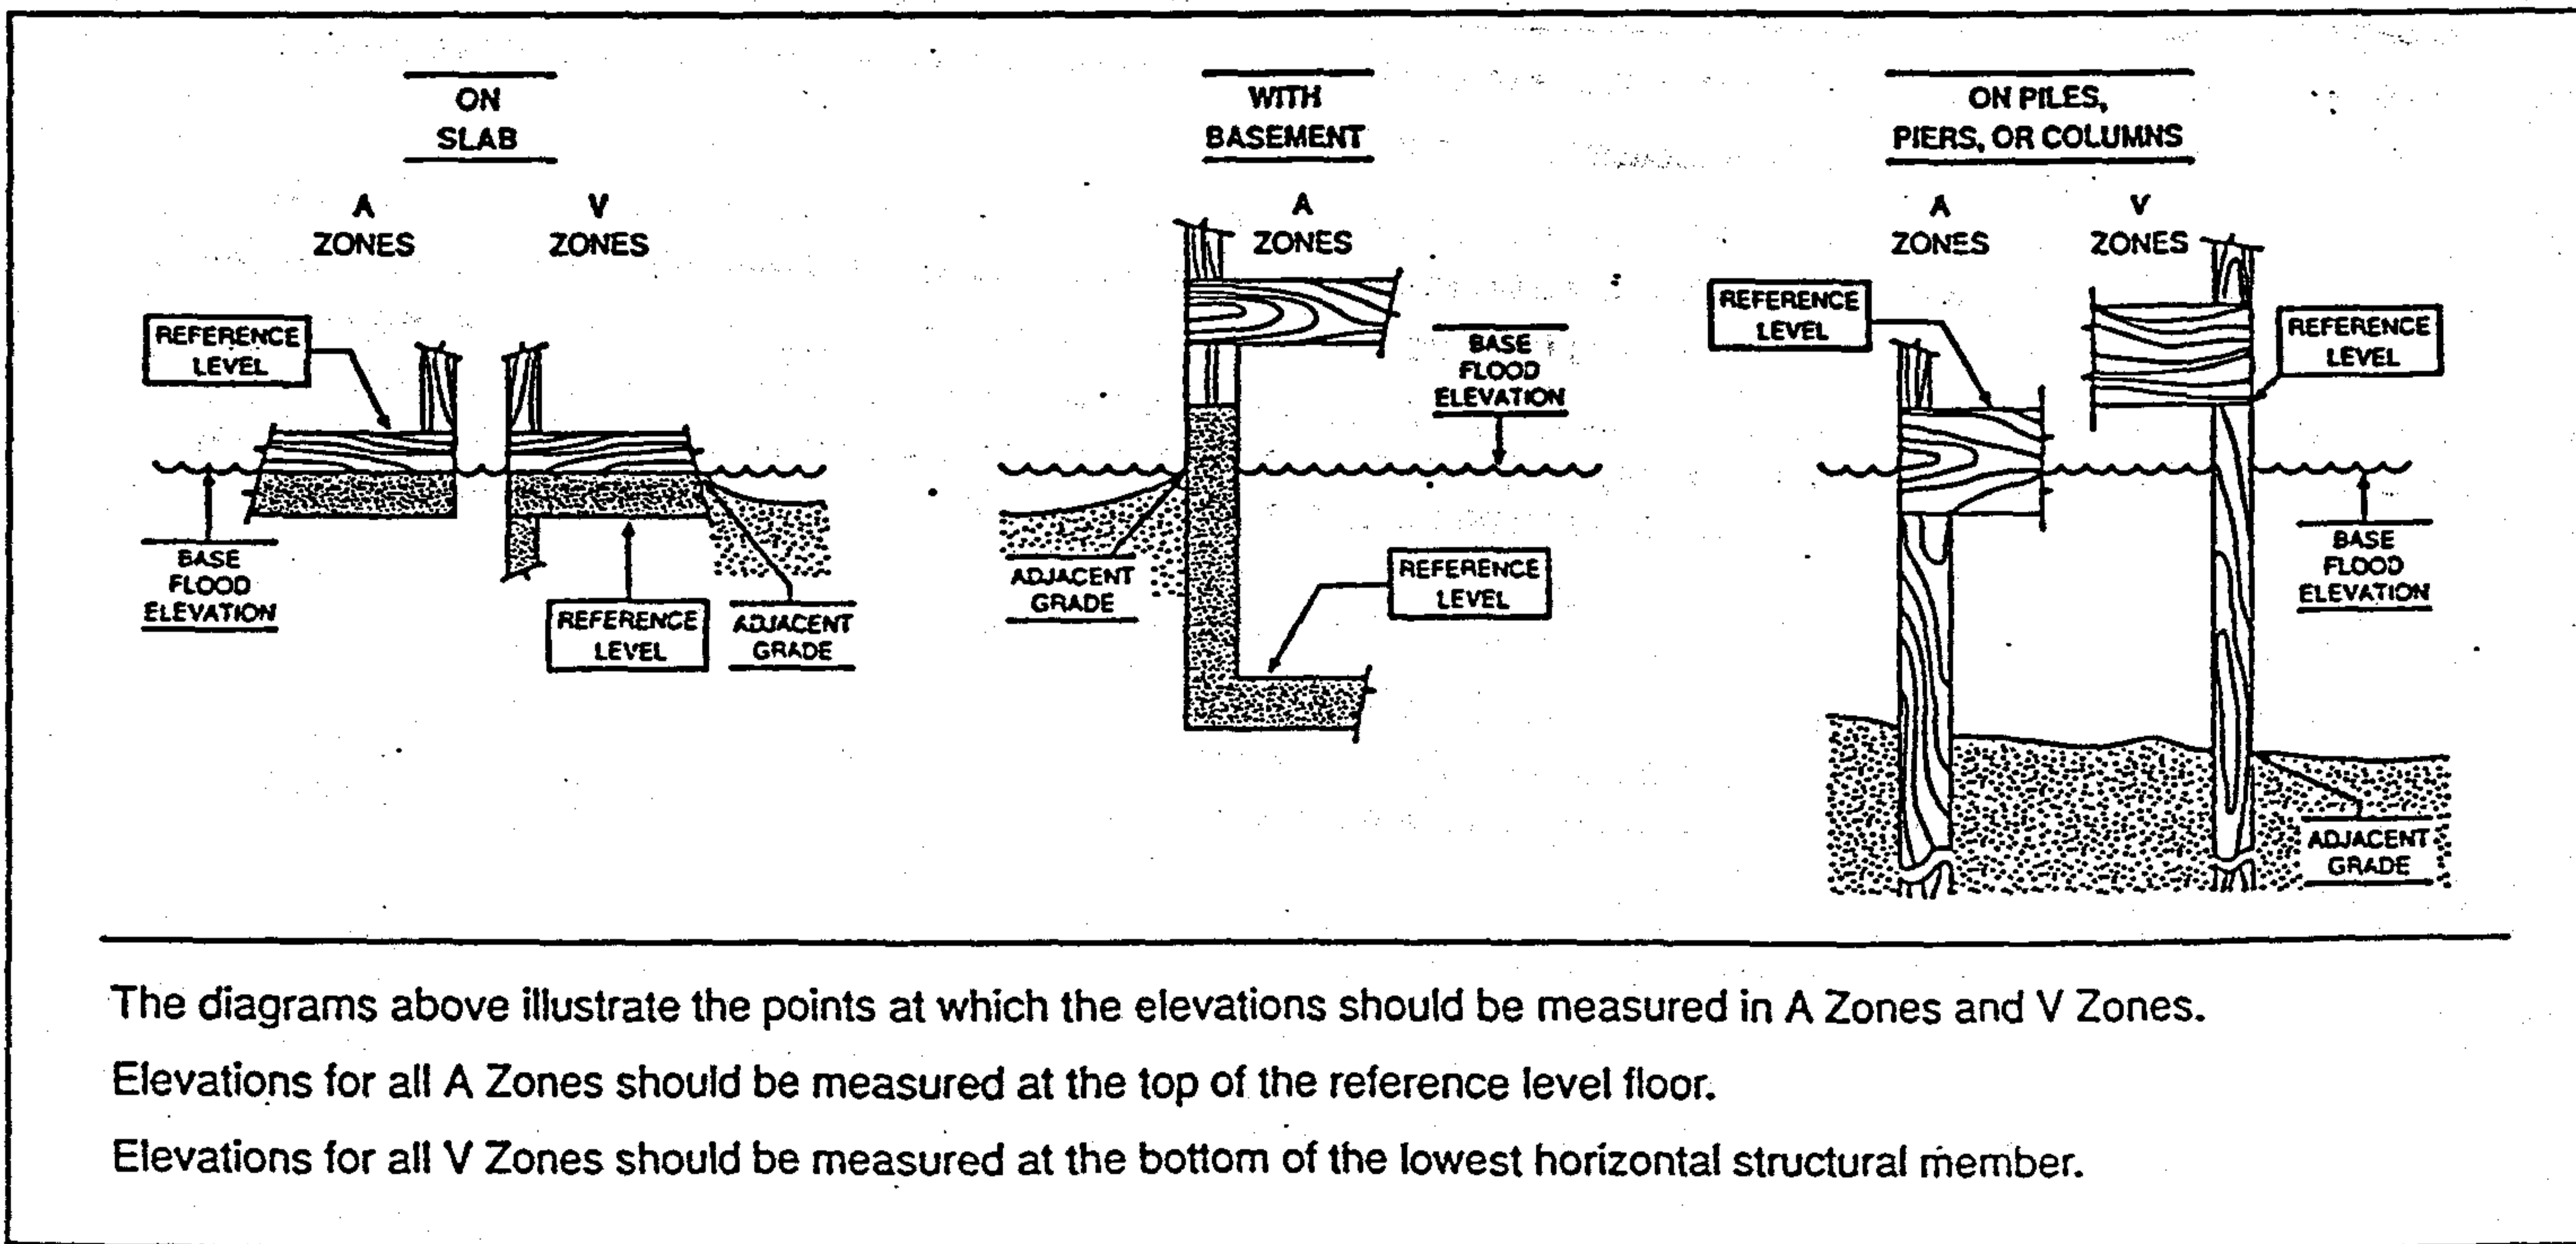 ON
SLAB
A
ZONES
V
ZONES
REFERENCE
LEVEL
BASE
FLOOD
ELEVATION
REFERENCE
LEVEL
ADJACENT
GRADE
WITH
BASEMENT
A
ZONES
BASE
FLOOD
ELEVATION
ADJACENT
GRADE
REFERENCE
LEVEL
ON PILES,
PIERS, OR COLUMNS
A
ZONES
V
ZONES
REFERENCE
LEVEL
REFERENCE
LEVEL
BASE
FLOOD
ELEVATION
ADJACENT
GRADE
The diagrams above illustrate the points at which the elevations should be measured in A Zones and V Zones.
Elevations for all A Zones should be measured at the top of the reference level floor.
Elevations for all V Zones should be measured at the bottom of the lowest horizontal structural member.